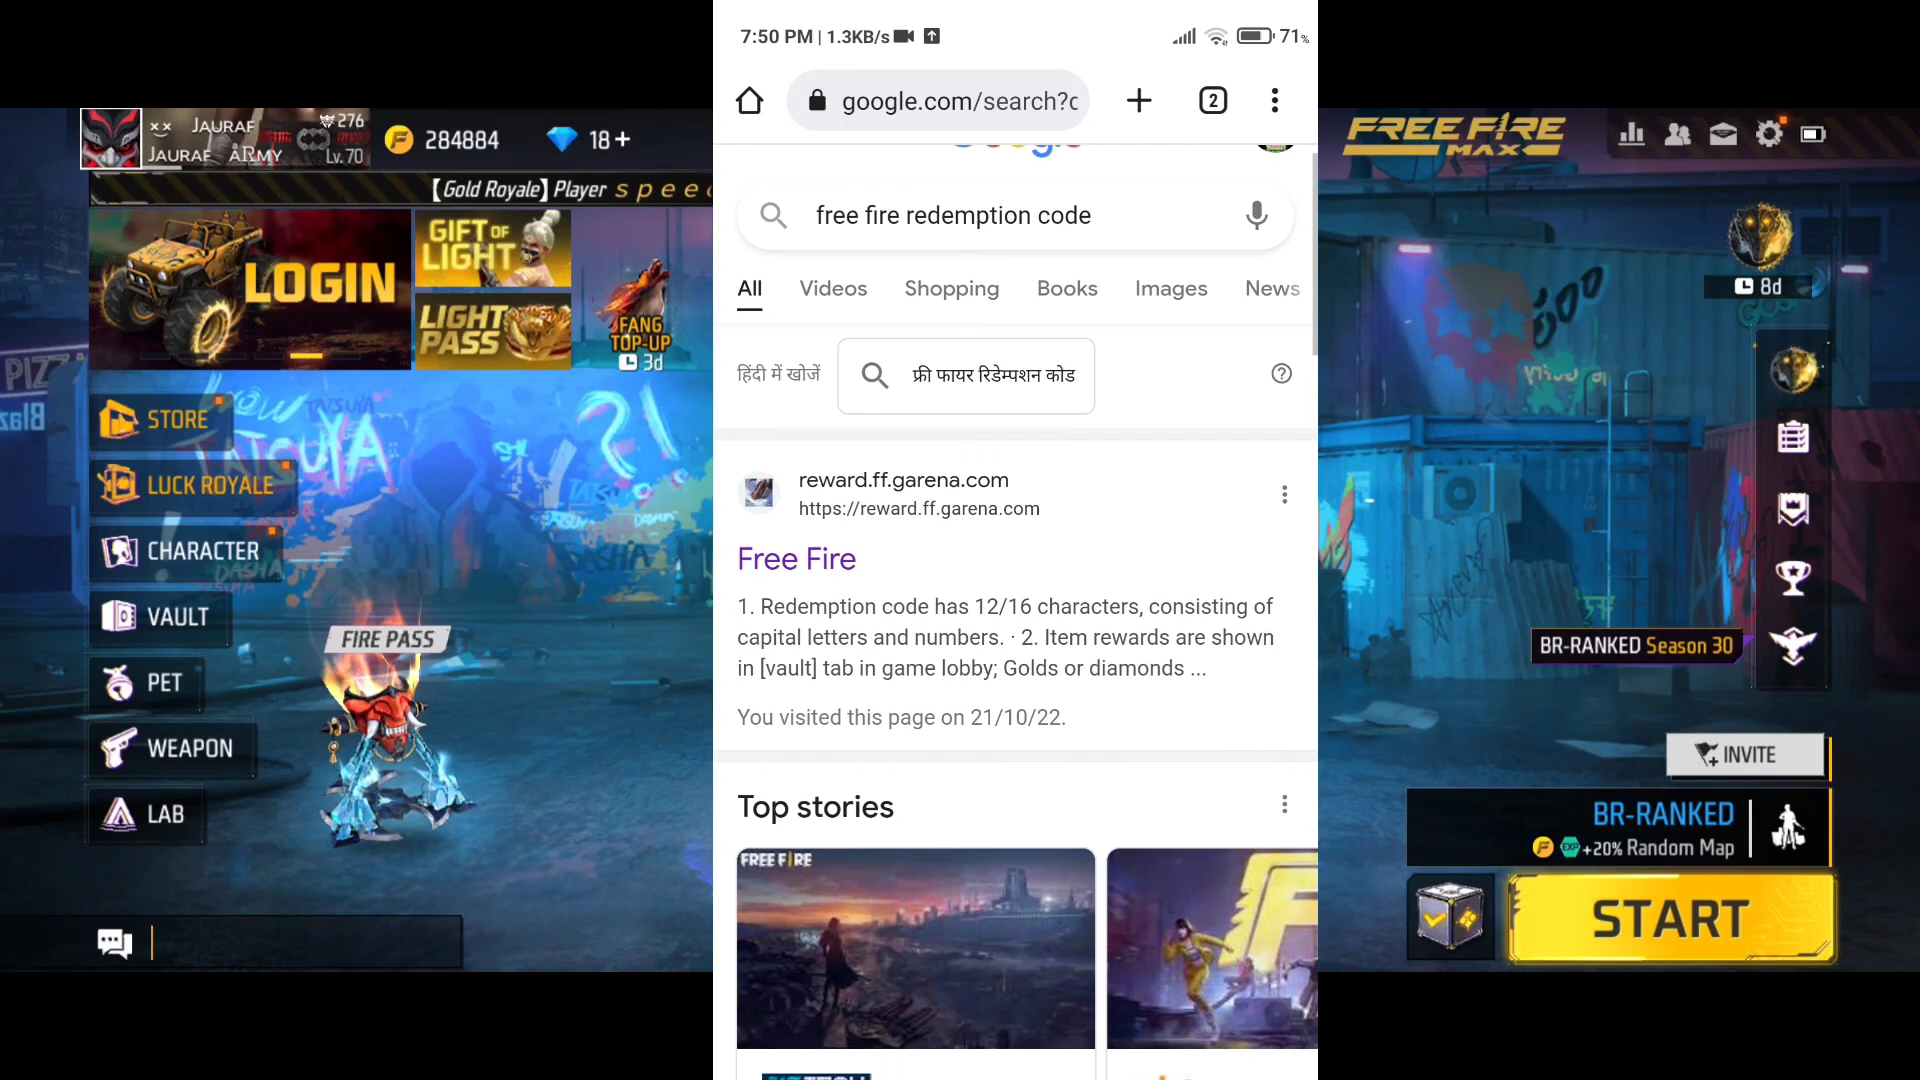 JAURAF
276
JAURAF ARMY
Lv.70
284884
18+
[Gold Royale] Player speed
LOGIN
GIFT OF
LIGHT
LIGHT
PASS
FANG
TOP-UP
3d
PIZZ
STORE
LUCK ROYALE
CHARACTER
VAULT
PET
WEAPON
LAB
FIRE PASS
7:50 PM | 1.3KB/s
71%
google.com/search?c
2
free fire redemption code
All
Videos
Shopping
Books
Images
News
हिंदी में खोजें
फ्री फायर रिडेम्पशन कोड
reward.ff.garena.com
https://reward.ff.garena.com
Free Fire
1. Redemption code has 12/16 characters, consisting of
capital letters and numbers. · 2. Item rewards are shown
in [vault] tab in game lobby; Golds or diamonds ...
You visited this page on 21/10/22.
Top stories
FREE FIRE
FREE FIRE
MAX
8d
BR-RANKED Season 30
INVITE
BR-RANKED
EXP +20% Random Map
START